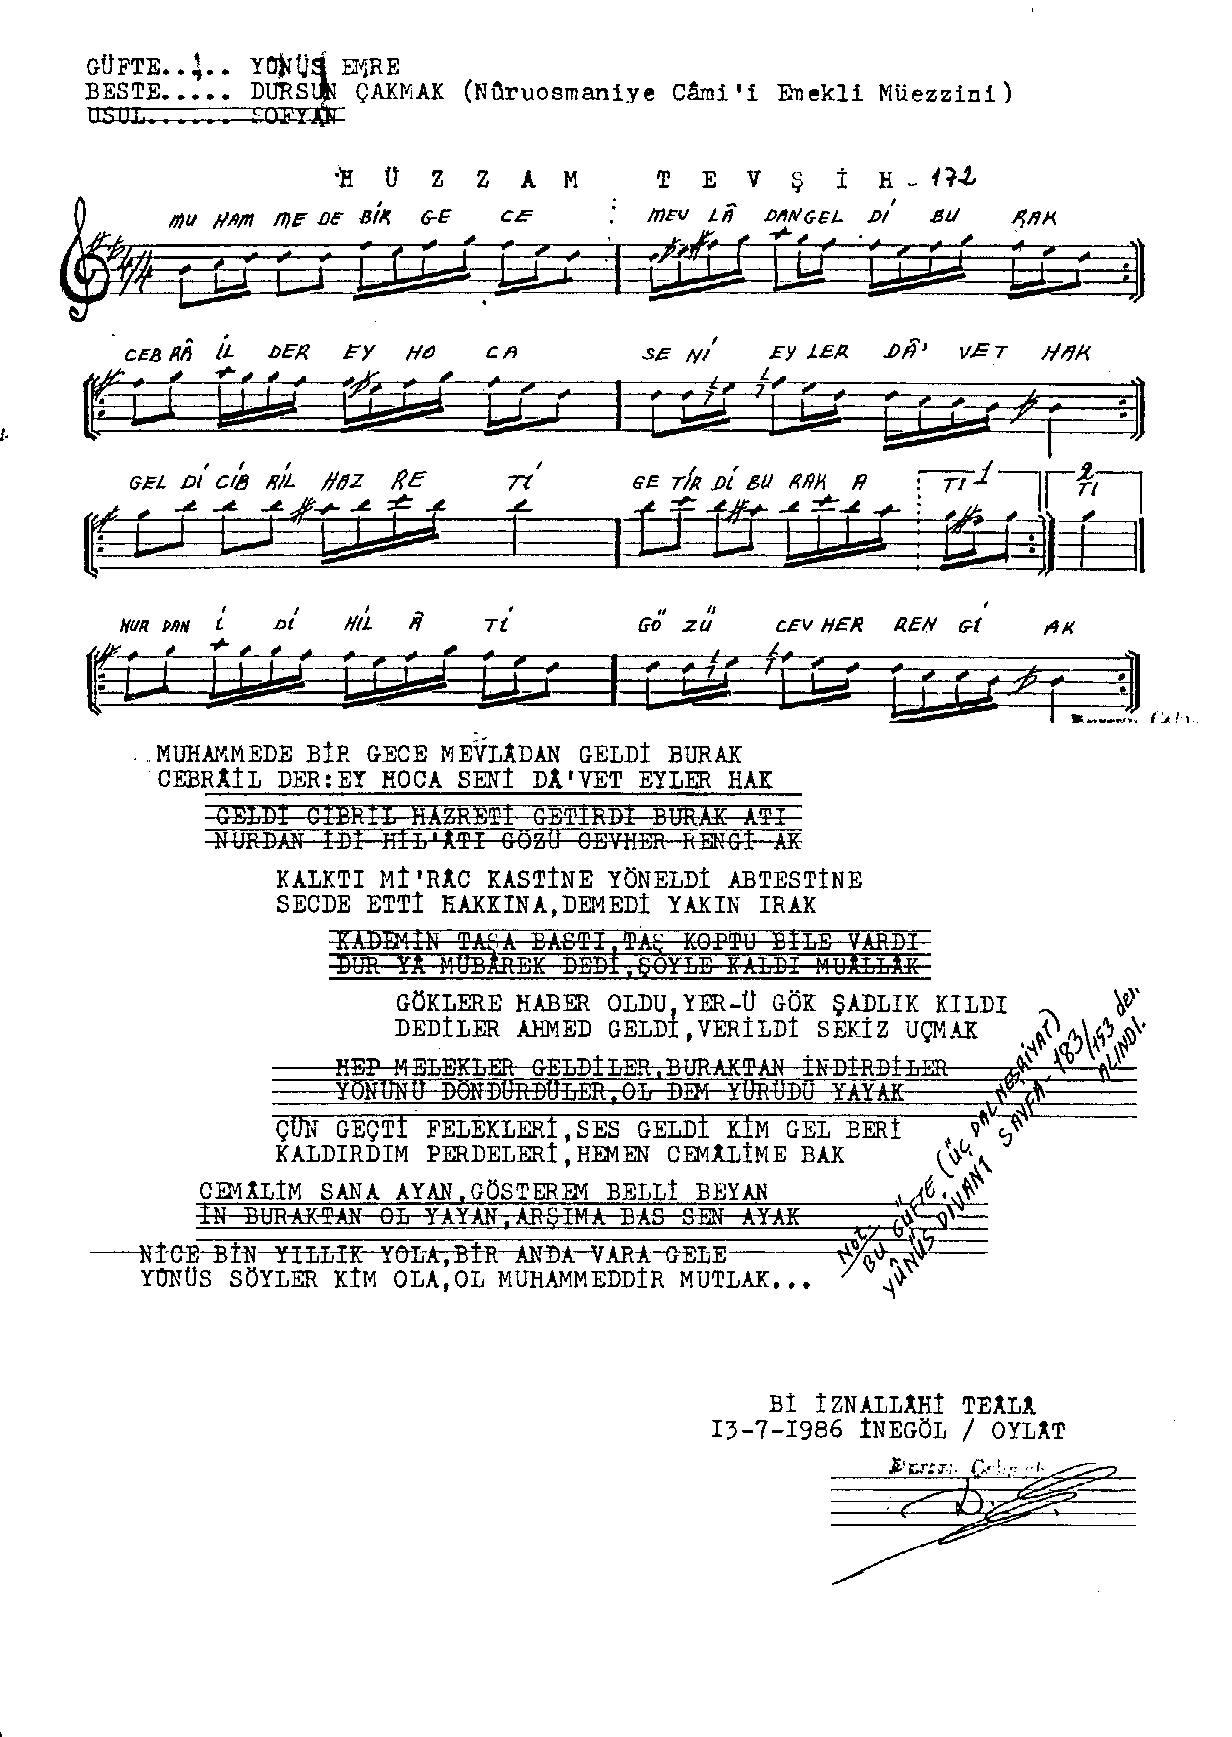 GÜFTE..... YÛNÜS EMRE
BESTE..... DURSUN ÇAKMAK (Nûruosmaniye Câmi'i Emekli Müezzini)
USUL...... SOFYAN
HÜZZAM TEVŞİH - 172
MU HAM ME DE BİR GE CE MEV LÂ DAN GEL Dİ BU RAK
CEB RÂ İL DER EY HO CA SE Nİ EY LER DÂ' VET HAK
GEL Dİ CİB RİL HAZ RE Tİ GE TİR Dİ BU RAK A TI 1 2 TI
NUR DAN İ Dİ HİL Â Tİ GÖ ZÜ CEV HER REN Gİ AK
MUHAMMEDE BİR GECE MEVLÂDAN GELDİ BURAK
CEBRÂİL DER:EY HOCA SENİ DÂ'VET EYLER HAK
GELDİ CİBRİL HAZRETİ GETİRDİ BURAK ATI
NURDAN İDİ HİL'ÂTI GÖZÜ CEVHER RENGİ AK
KALKTI Mİ'RÂC KASTİNE YÖNELDİ ABTESTİNE
SECDE ETTİ HAKKINA,DEMEDİ YAKIN IRAK
KADEMİN TAŞA BASTI,TAŞ KOPTU BİLE VARDI
DUR YÂ MÜBÂREK DEDİ,ŞÖYLE KALDI MUÂLLÂK
GÖKLERE HABER OLDU,YER-Ü GÖK ŞADLIK KILDI
DEDİLER AHMED GELDİ,VERİLDİ SEKİZ UÇMAK
HEP MELEKLER GELDİLER,BURAKTAN İNDİRDİLER
YÖNÜNÜ DÖNDÜRDÜLER,OL DEM YÜRÜDÜ YAYAK
ÇÜN GEÇTİ FELEKLERİ,SES GELDİ KİM GEL BERİ
KALDIRDIM PERDELERİ,HEMEN CEMÂLİME BAK
CEMÂLİM SANA AYAN,GÖSTEREM BELLİ BEYAN
İN BURAKTAN OL YAYAN,ARŞIMA BAS SEN AYAK
NİCE BİN YILLIK YOLA,BİR ANDA VARA GELE
YÛNÜS SÖYLER KİM OLA,OL MUHAMMEDDİR MUTLAK...
Not:
BU GÜFTE (ÜÇ DAL NEŞRİYAT)
YÛNÜS DİVANI SAYFA - 183/153 den
ALINDI.
Bİ İZNALLÂHİ TEÂLÂ
13-7-1986 İNEGÖL / OYLÂT